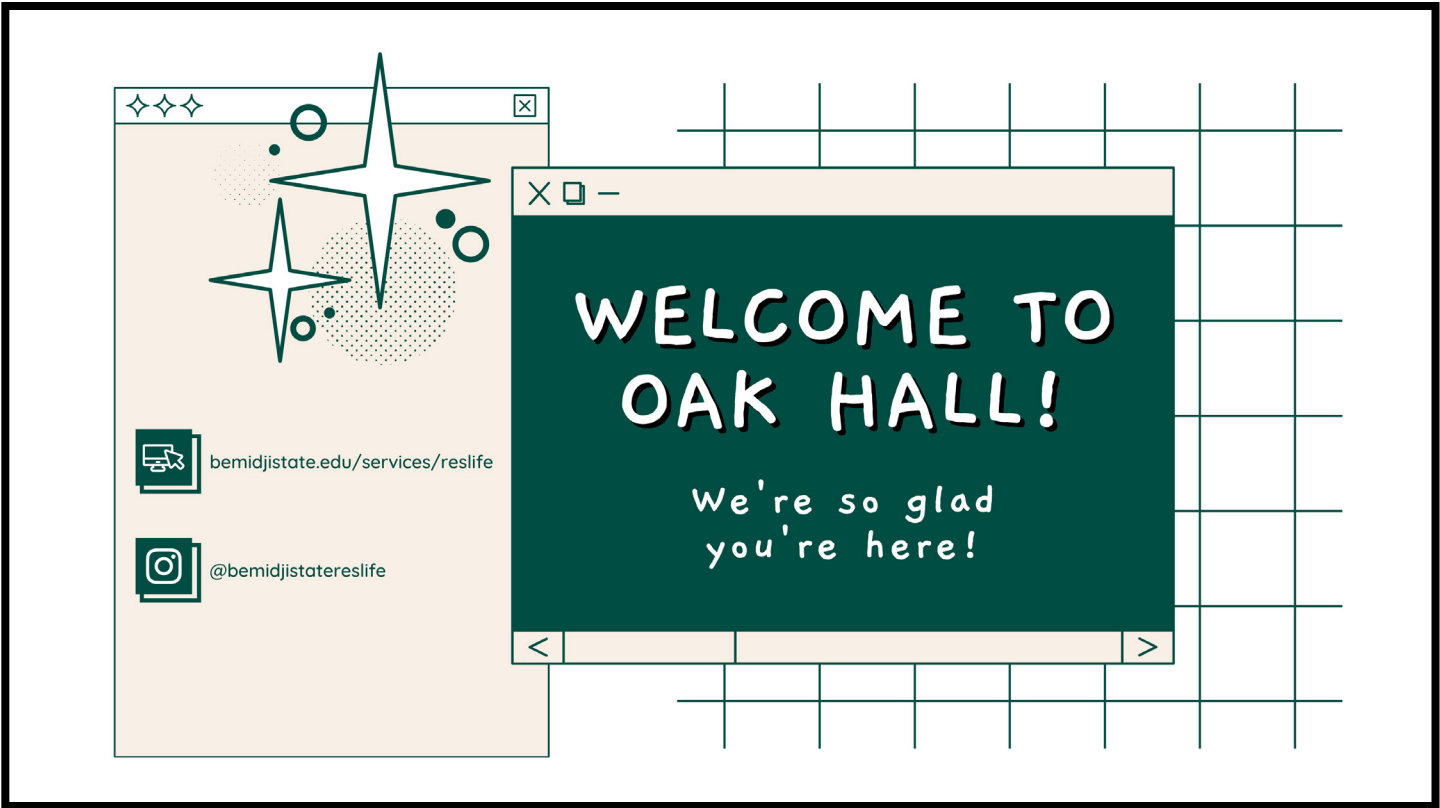 bemidjistate.edu/services/reslife
@bemidjistatereslife
WELCOME TO
OAK HALL!
We're so glad
you're here!